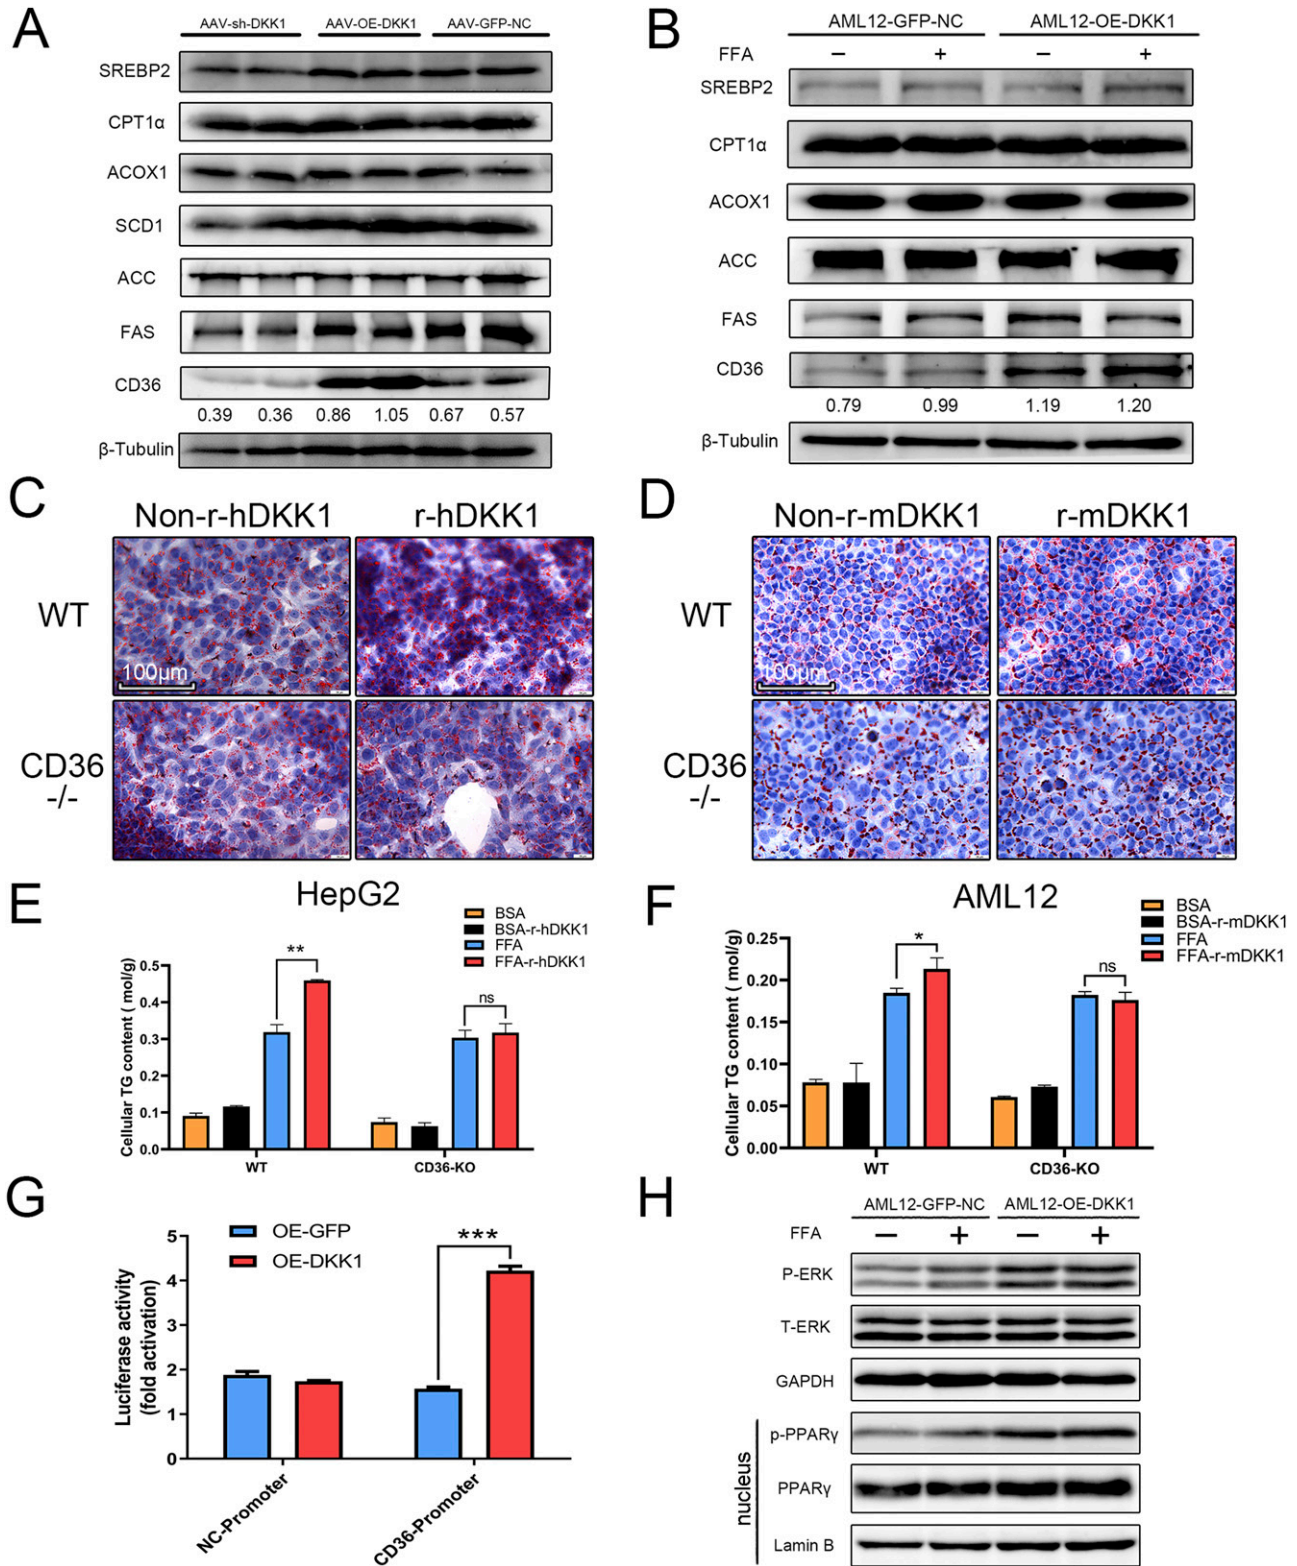 A
AAV-sh-DKK1 AAV-OE-DKK1 AAV-GFP-NC
SREBP2
CPT1α
ACOX1
SCD1
ACC
FAS
CD36
0.39 0.36 0.86 1.05 0.67 0.57
β-Tubulin
B
AML12-GFP-NC AML12-OE-DKK1
FFA − + − +
SREBP2
CPT1α
ACOX1
ACC
FAS
CD36
0.79 0.99 1.19 1.20
β-Tubulin
C
Non-r-hDKK1 r-hDKK1
WT
100μm
CD36
-/-
D
Non-r-mDKK1 r-mDKK1
WT
100μm
CD36
-/-
E
HepG2
BSA
BSA-r-hDKK1
FFA
FFA-r-hDKK1
Cellular TG content ( mol/g)
0.5
0.4
0.3
0.2
0.1
0.0
**
ns
WT CD36-KO
F
AML12
BSA
BSA-r-mDKK1
FFA
FFA-r-mDKK1
Cellular TG content ( mol/g)
0.25
0.20
0.15
0.10
0.05
0.00
*
ns
WT CD36-KO
G
OE-GFP
OE-DKK1
Luciferase activity
(fold activation)
5
4
3
2
1
0
***
NC-Promoter CD36-Promoter
H
AML12-GFP-NC AML12-OE-DKK1
FFA − + − +
P-ERK
T-ERK
GAPDH
nucleus
p-PPARγ
PPARγ
Lamin B